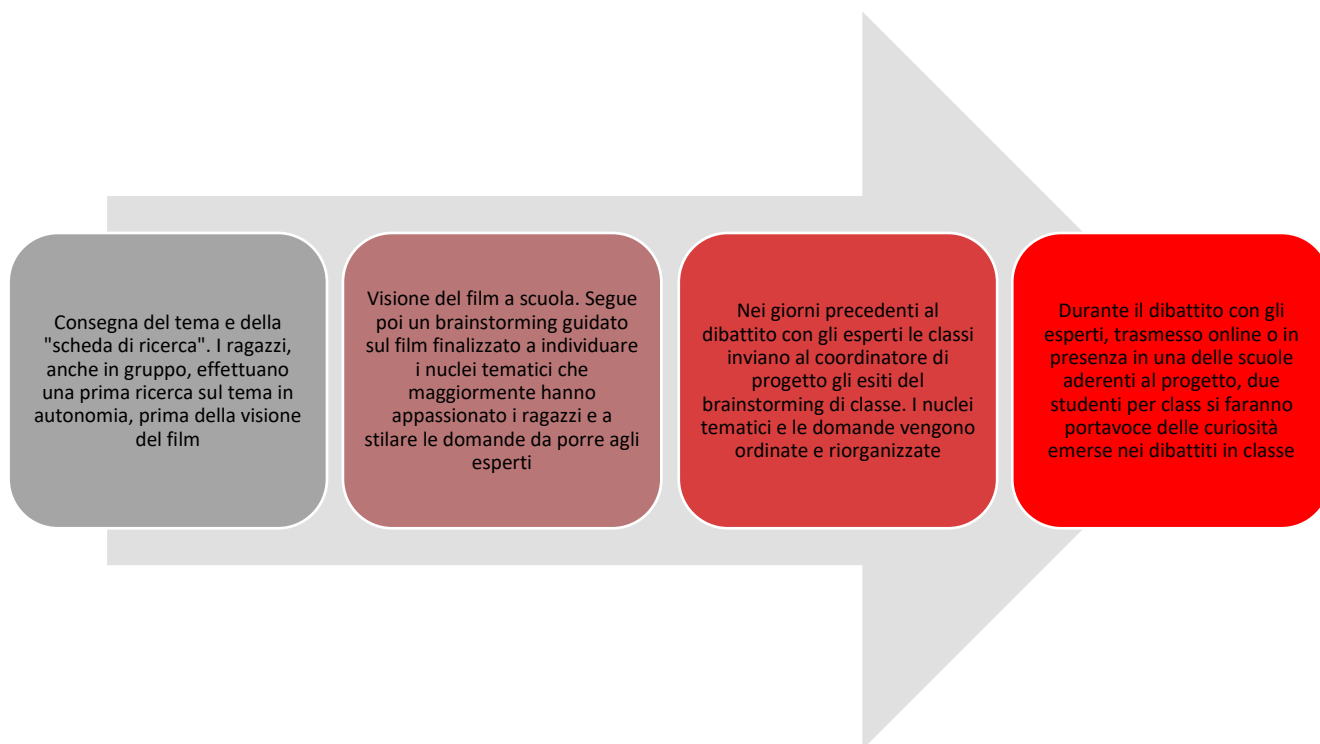 Consegna del tema e della
"scheda di ricerca". I ragazzi,
anche in gruppo, effettuano
una prima ricerca sul tema in
autonomia, prima della visione
del film
Visione del film a scuola. Segue
poi un brainstorming guidato
sul film finalizzato a individuare
i nuclei tematici che
maggiormente hanno
appassionato i ragazzi e a
stilare le domande da porre agli
esperti
Nei giorni precedenti al
dibattito con gli esperti le classi
inviano al coordinatore di
progetto gli esiti del
brainstorming di classe. I nuclei
tematici e le domande vengono
ordinate e riorganizzate
Durante il dibattito con gli
esperti, trasmesso online o in
presenza in una delle scuole
aderenti al progetto, due
studenti per class si faranno
portavoce delle curiosità
emerse nei dibattiti in classe